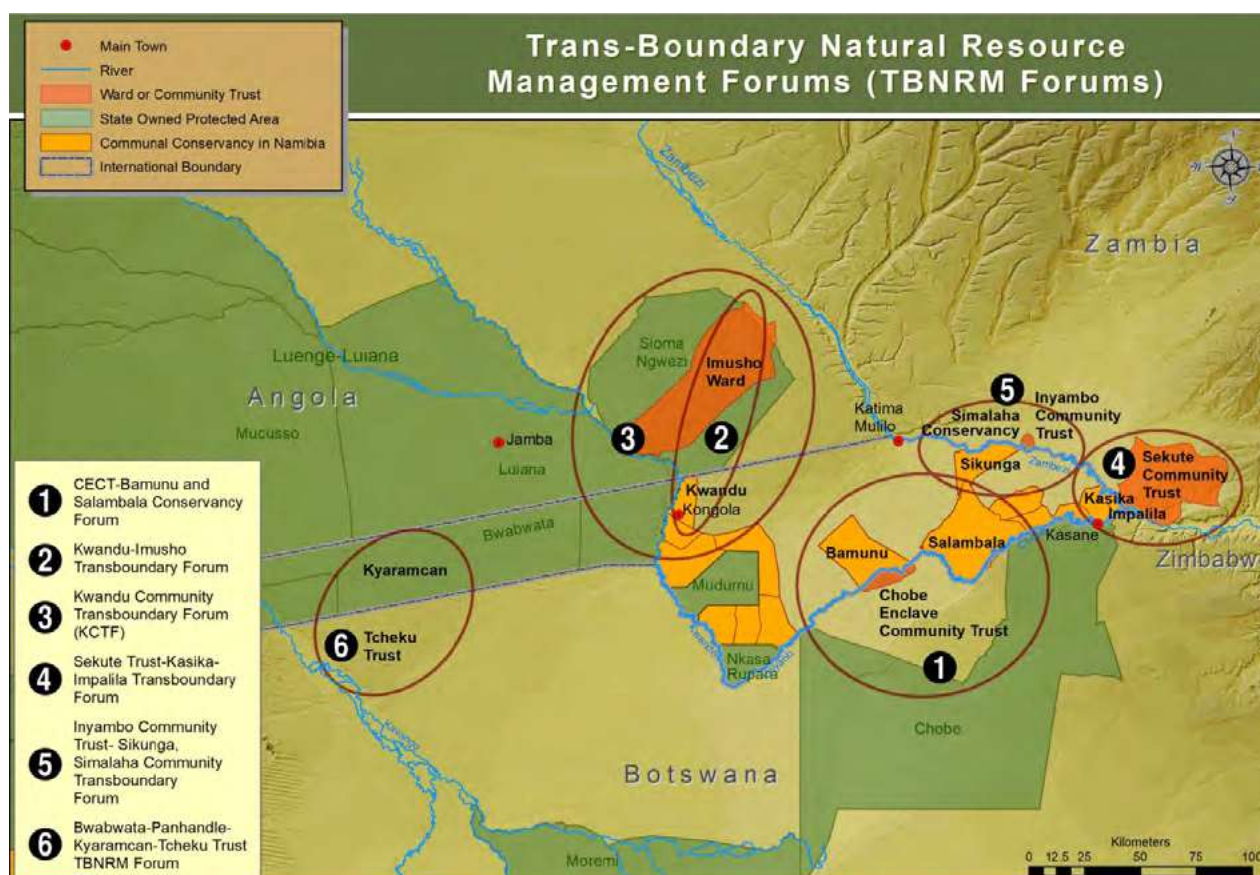 Trans-Boundary Natural Resource
Management Forums (TBNRM Forums)
Main Town
River
Ward or Community Trust
State Owned Protected Area
Communal Conservancy in Namibia
International Boundary
Zambezi
Zambia
Sioma
Ngwezi
Imusho
Ward
Luenge-Luiana
Angola
Mucusso
Jamba
Luiana
3
2
5
Katima
Mulilo
Simalaha
Conservancy
Inyambo
Community
Trust
Sikunga
Zambezi
4
Sekute
Community
Trust
Kasika
Impalila
Kasane
Zimbabw
Kwandu
Kongola
Bwabwata
Kyaramcan
6
Tcheku
Trust
Mudumu
Bamunu
Salambala
Chobe
Enclave
Community Trust
1
Nkasa
Rupara
Chobe
Botswana
Moremi
1
CECT-Bamunu and
Salambala Conservancy
Forum
2
Kwandu-Imusho
Transboundary Forum
3
Kwandu Community
Transboundary Forum
(KCTF)
4
Sekute Trust-Kasika-
Impalila Transboundary
Forum
5
Inyambo Community
Trust- Sikunga,
Simalaha Community
Transboundary
Forum
6
Bwabwata-Panhandle-
Kyaramcan-Tcheku Trust
TBNRM Forum
Kilometers
0 12.5 25 50 75 100